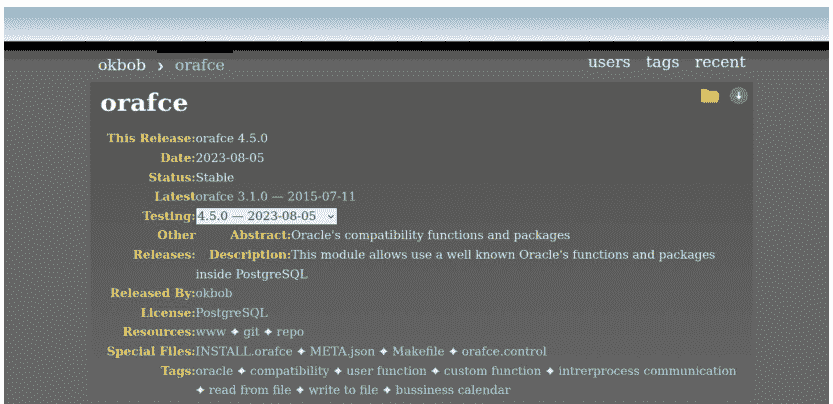 okbob › orafce users tags recent
orafce
This Release:orafce 4.5.0
Date:2023-08-05
Status:Stable
Latestorafce 3.1.0 — 2015-07-11
Testing:4.5.0 — 2023-08-05
Other Abstract:Oracle's compatibility functions and packages
Releases: Description:This module allows use a well known Oracle's functions and packages
inside PostgreSQL
Released By:okbob
License:PostgreSQL
Resources:www ✦ git ✦ repo
Special Files:INSTALL.orafce ✦ META.json ✦ Makefile ✦ orafce.control
Tags:oracle ✦ compatibility ✦ user function ✦ custom function ✦ intrerprocess communication
✦ read from file ✦ write to file ✦ bussiness calendar